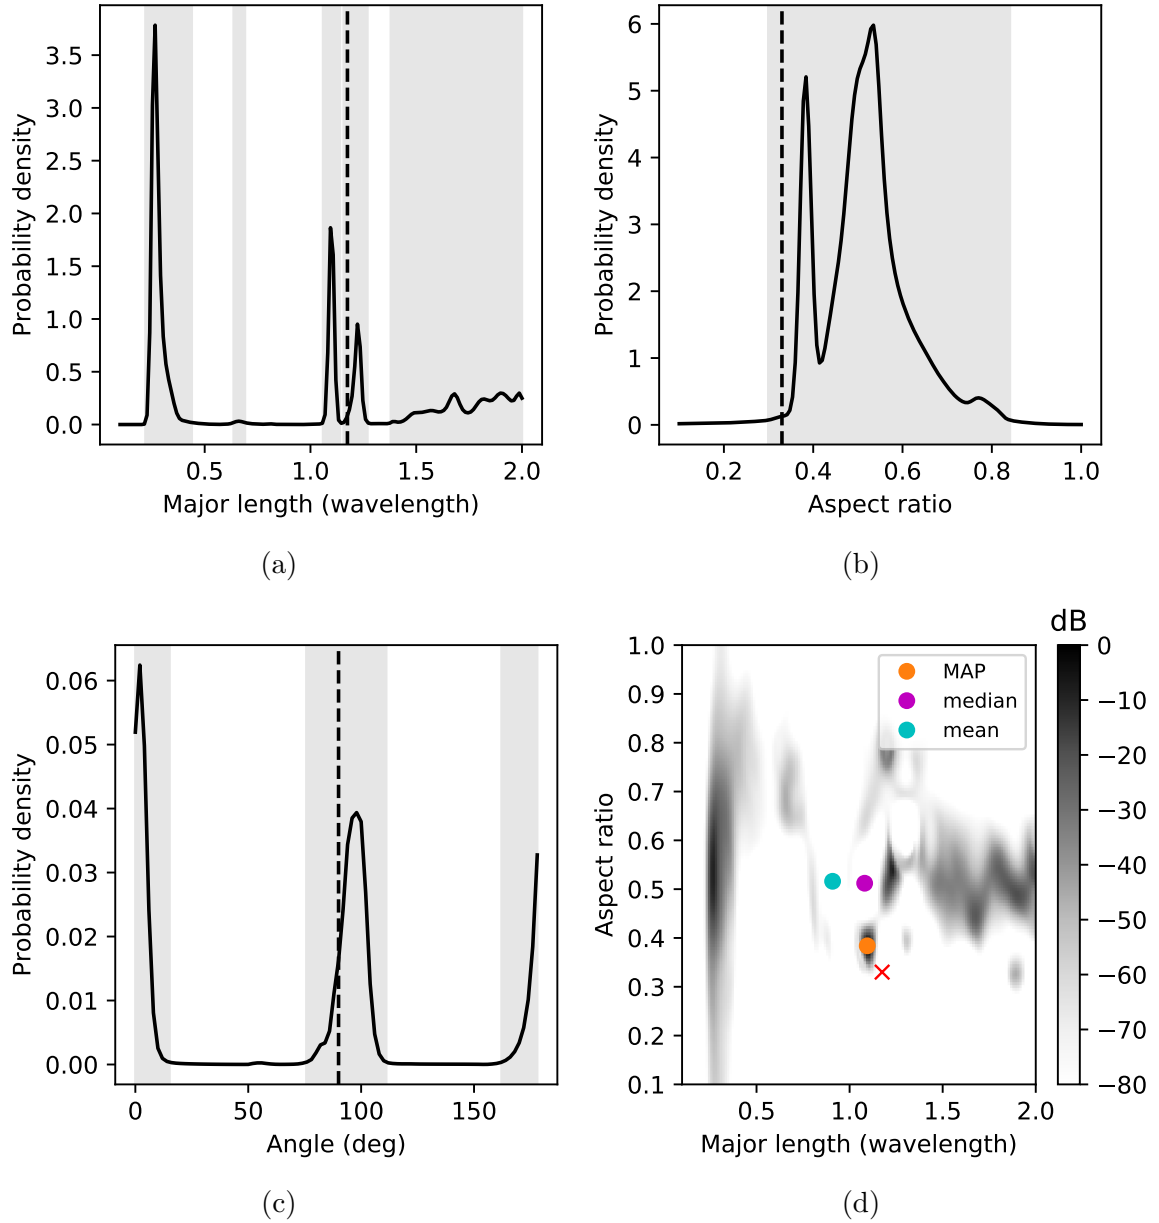 Probability density
3.5
3.0
2.5
2.0
1.5
1.0
0.5
0.0
0.5 1.0 1.5 2.0
Major length (wavelength)
(a)
Probability density
6
5
4
3
2
1
0
0.2 0.4 0.6 0.8 1.0
Aspect ratio
(b)
Probability density
0.06
0.05
0.04
0.03
0.02
0.01
0.00
0 50 100 150
Angle (deg)
(c)
Aspect ratio
1.0
0.9
0.8
0.7
0.6
0.5
0.4
0.3
0.2
0.1
MAP
median
mean
0.5 1.0 1.5 2.0
Major length (wavelength)
dB
0
−10
−20
−30
−40
−50
−60
−70
−80
(d)